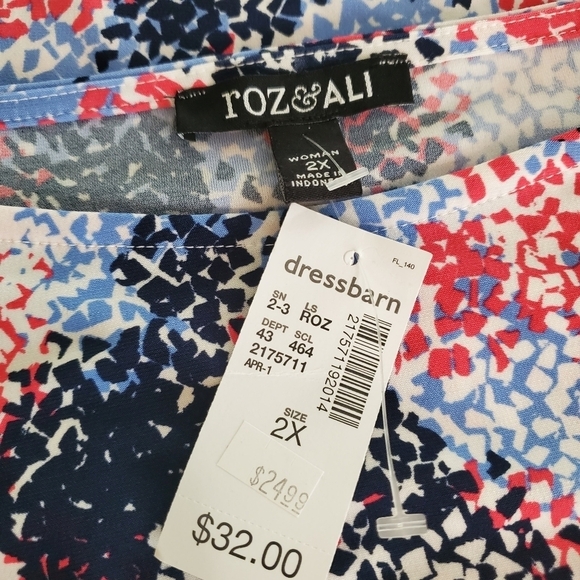 rOZ&ALI
WOMAN
2X
MADE IN
FL_140
dressbarn
SN LS
2-3 ROZ
DEPT SCL
43 464
2175711
APR-1
217571192014
SIZE
2X
$24.99
$32.00